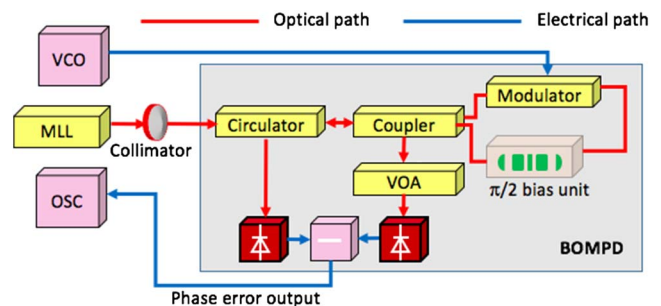 Optical path
Electrical path
VCO
Modulator
MLL
Collimator
Circulator
Coupler
π/2 bias unit
VOA
OSC
BOMPD
Phase error output